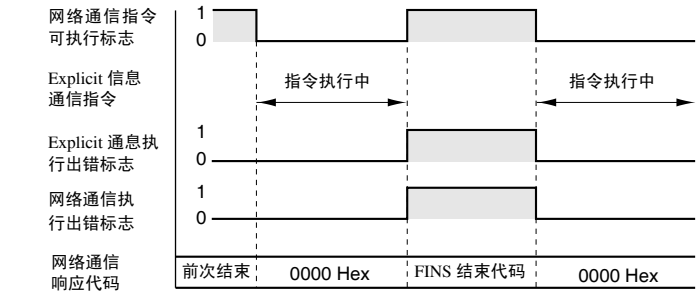 网络通信指令
可执行标志
1
0
Explicit 信息
通信指令
指令执行中
指令执行中
Explicit 通息执
行出错标志
1
0
网络通信执
行出错标志
1
0
网络通信
响应代码
前次结束
0000 Hex
FINS 结束代码
0000 Hex